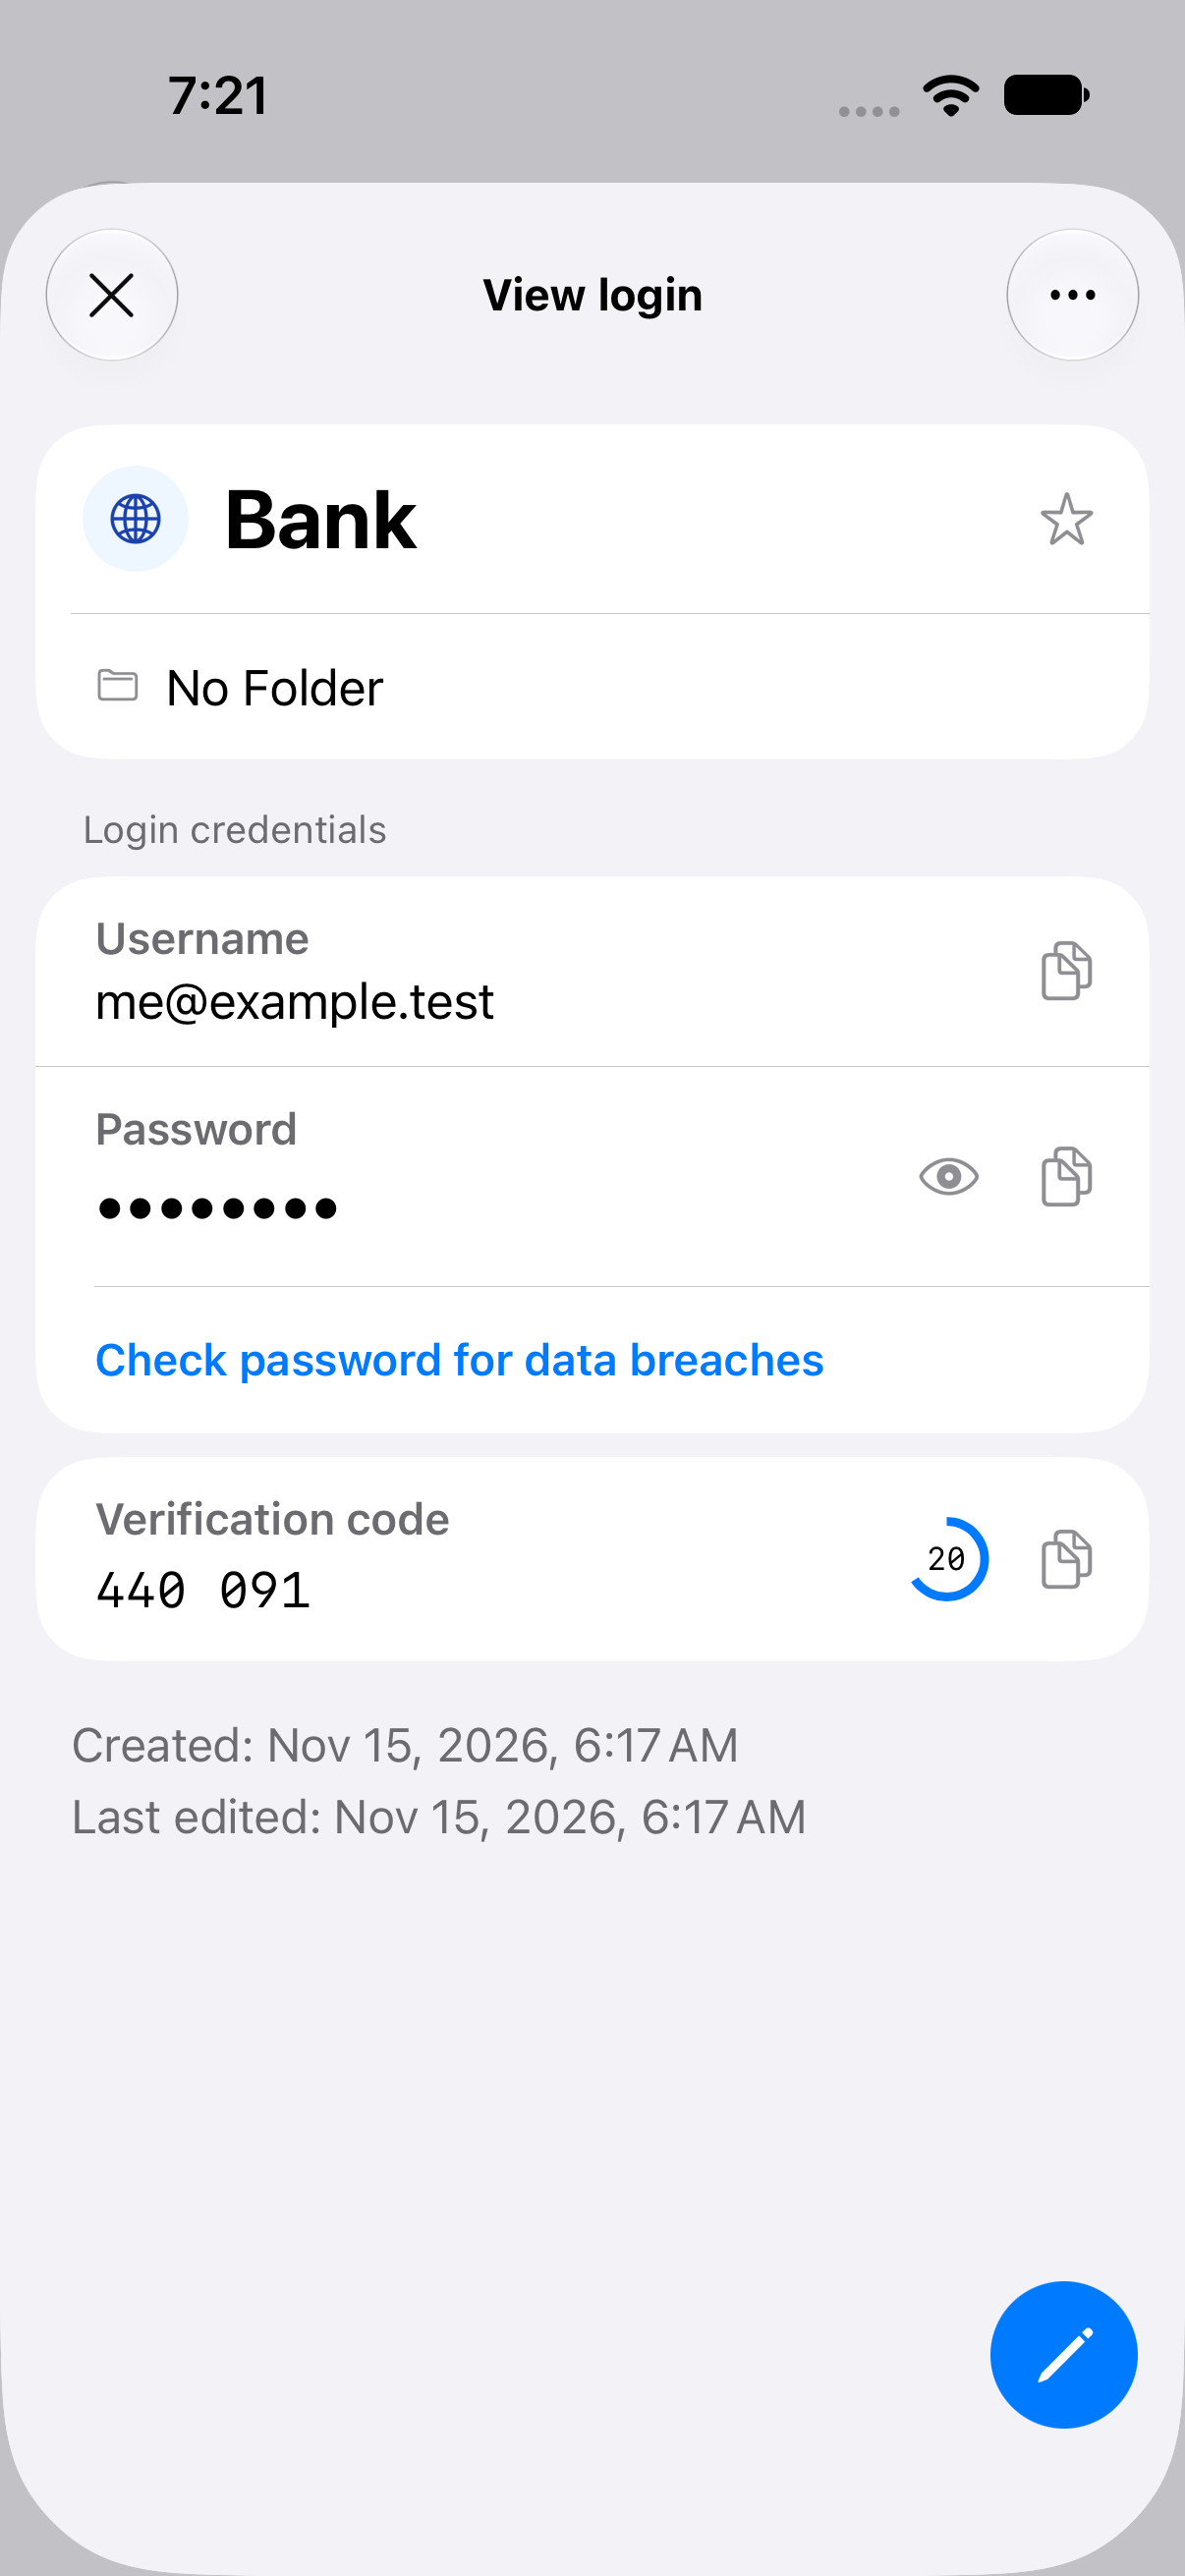 7:21
View login
Bank
No Folder
Login credentials
Username
me@example.test
Password
••••••••
Check password for data breaches
Verification code
440 091
20
Created: Nov 15, 2026, 6:17 AM
Last edited: Nov 15, 2026, 6:17 AM